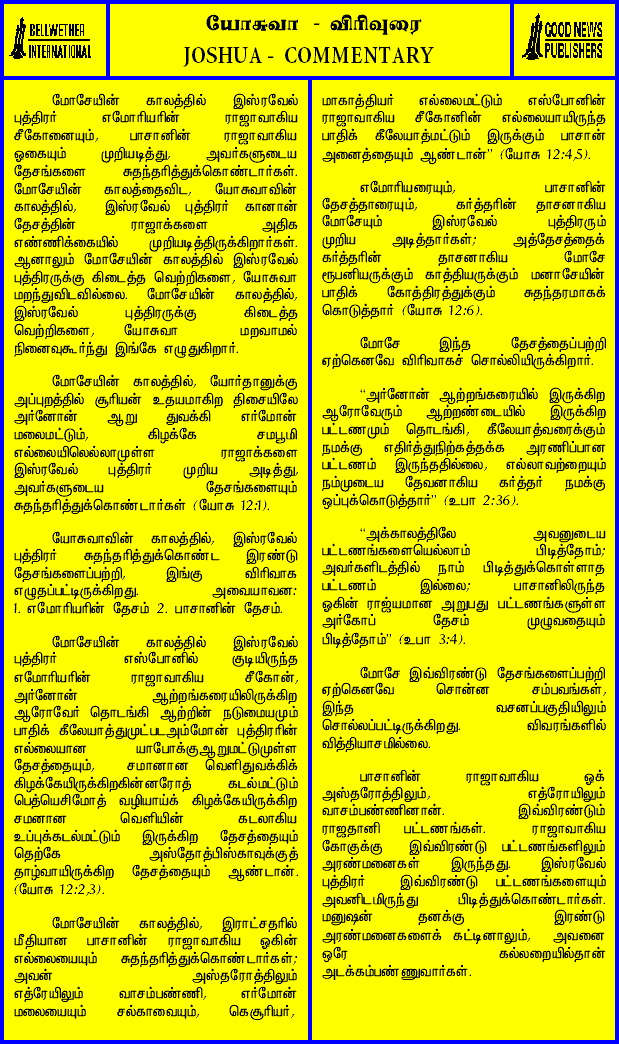 BELLWETHER
INTERNATIONAL
யோசுவா - விரிவுரை
JOSHUA - COMMENTARY
GOOD NEWS
PUBLISHERS
மோசேயின் காலத்தில் இஸ்ரவேல்
புத்திரர் எமோரியரின் ராஜாவாகிய
சீகோனையும், பாசானின் ராஜாவாகிய
ஓகையும் முறியடித்து, அவர்களுடைய
தேசங்களை சுதந்தரித்துக்கொண்டார்கள்.
மோசேயின் காலத்தைவிட, யோசுவாவின்
காலத்தில், இஸ்ரவேல் புத்திரர் கானான்
தேசத்தின் ராஜாக்களை அதிக
எண்ணிக்கையில் முறியடித்திருக்கிறார்கள்.
ஆனாலும் மோசேயின் காலத்தில் இஸ்ரவேல்
புத்திரருக்கு கிடைத்த வெற்றிகளை, யோசுவா
மறந்துவிடவில்லை. மோசேயின் காலத்தில்,
இஸ்ரவேல் புத்திரருக்கு கிடைத்த
வெற்றிகளை, யோசுவா மறவாமல்
நினைவுகூர்ந்து இங்கே எழுதுகிறார்.
மோசேயின் காலத்தில், யோர்தானுக்கு
அப்புறத்தில் சூரியன் உதயமாகிற திசையிலே
அர்னோன் ஆறு துவக்கி எர்மோன்
மலைமட்டும், கிழக்கே சமபூமி
எல்லையிலெல்லாமுள்ள ராஜாக்களை
இஸ்ரவேல் புத்திரர் முறிய அடித்து,
அவர்களுடைய தேசங்களையும்
சுதந்தரித்துக்கொண்டார்கள் (யோசு 12:1).
யோசுவாவின் காலத்தில், இஸ்ரவேல்
புத்திரர் சுதந்தரித்துக்கொண்ட இரண்டு
தேசங்களைப்பற்றி, இங்கு விரிவாக
எழுதப்பட்டிருக்கிறது. அவையாவன:
1. எமோரியரின் தேசம் 2. பாசானின் தேசம்.
மோசேயின் காலத்தில் இஸ்ரவேல்
புத்திரர் எஸ்போனில் குடியிருந்த
எமோரியரின் ராஜாவாகிய சீகோன்,
அர்னோன் ஆற்றங்கரையிலிருக்கிற
ஆரோவேர் தொடங்கி ஆற்றின் நடுமையமும்
பாதிக் கீலேயாத்துமுட்படஅம்மோன் புத்திரரின்
எல்லையான யாபோக்குஆறுமட்டுமுள்ள
தேசத்தையும், சமானான வெளிதுவக்கிக்
கிழக்கேயிருக்கிறகின்னரோத் கடல்மட்டும்
பெத்யெசிமோத் வழியாய்க் கிழக்கேயிருக்கிற
சமனான வெளியின் கடலாகிய
உப்புக்கடல்மட்டும் இருக்கிற தேசத்தையும்
தெற்கே அஸ்தோத்பிஸ்காவுக்குத்
தாழ்வாயிருக்கிற தேசத்தையும் ஆண்டான்.
(யோசு 12:2,3).
மோசேயின் காலத்தில், இராட்சதரில்
மீதியான பாசானின் ராஜாவாகிய ஓகின்
எல்லையையும் சுதந்தரித்துக்கொண்டார்கள்;
அவன் அஸ்தரோத்திலும்
எத்ரேயிலும் வாசம்பண்ணி, எர்மோன்
மலையையும் சல்காவையும், கெசூரியர்,
மாகாத்தியர் எல்லைமட்டும் எஸ்போனின்
ராஜாவாகிய சீகோனின் எல்லையாயிருந்த
பாதிக் கீலேயாத்மட்டும் இருக்கும் பாசான்
அனைத்தையும் ஆண்டான்” (யோசு 12:4,5).
எமோரியரையும், பாசானின்
தேசத்தாரையும், கர்த்தரின் தாசனாகிய
மோசேயும் இஸ்ரவேல் புத்திரரும்
முறிய அடித்தார்கள்; அத்தேசத்தைக்
கர்த்தரின் தாசனாகிய மோசே
ரூபனியருக்கும் காத்தியருக்கும் மனாசேயின்
பாதிக் கோத்திரத்துக்கும் சுதந்தரமாகக்
கொடுத்தார் (யோசு 12:6).
மோசே இந்த தேசத்தைப்பற்றி
ஏற்கெனவே விரிவாகச் சொல்லியிருக்கிறார்.
“அர்னோன் ஆற்றங்கரையில் இருக்கிற
ஆரோவேரும் ஆற்றண்டையில் இருக்கிற
பட்டணமும் தொடங்கி, கீலேயாத்வரைக்கும்
நமக்கு எதிர்த்துநிற்கத்தக்க அரணிப்பான
பட்டணம் இருந்ததில்லை, எல்லாவற்றையும்
நம்முடைய தேவனாகிய கர்த்தர் நமக்கு
ஒப்புக்கொடுத்தார்” (உபா 2:36).
“அக்காலத்திலே அவனுடைய
பட்டணங்களையெல்லாம் பிடித்தோம்;
அவர்களிடத்தில் நாம் பிடித்துக்கொள்ளாத
பட்டணம் இல்லை; பாசானிலிருந்த
ஓகின் ராஜ்யமான அறுபது பட்டணங்களுள்ள
அர்கோப் தேசம் முழுவதையும்
பிடித்தோம்” (உபா 3:4).
மோசே இவ்விரண்டு தேசங்களைப்பற்றி
ஏற்கெனவே சொன்ன சம்பவங்கள்,
இந்த வசனப்பகுதியிலும்
சொல்லப்பட்டிருக்கிறது. விவரங்களில்
வித்தியாசமில்லை.
பாசானின் ராஜாவாகிய ஒக்
அஸ்தரோத்திலும், எத்ரோயிலும்
வாசம்பண்ணினான். இவ்விரண்டும்
ராஜதானி பட்டணங்கள். ராஜாவாகிய
கோகுக்கு இவ்விரண்டு பட்டணங்களிலும்
அரண்மனைகள் இருந்தது. இஸ்ரவேல்
புத்திரர் இவ்விரண்டு பட்டணங்களையும்
அவனிடமிருந்து பிடித்துக்கொண்டார்கள்.
மனுஷன் தனக்கு இரண்டு
அரண்மனைகளைக் கட்டினாலும், அவனை
ஒரே கல்லறையில்தான்
அடக்கம்பண்ணுவார்கள்.